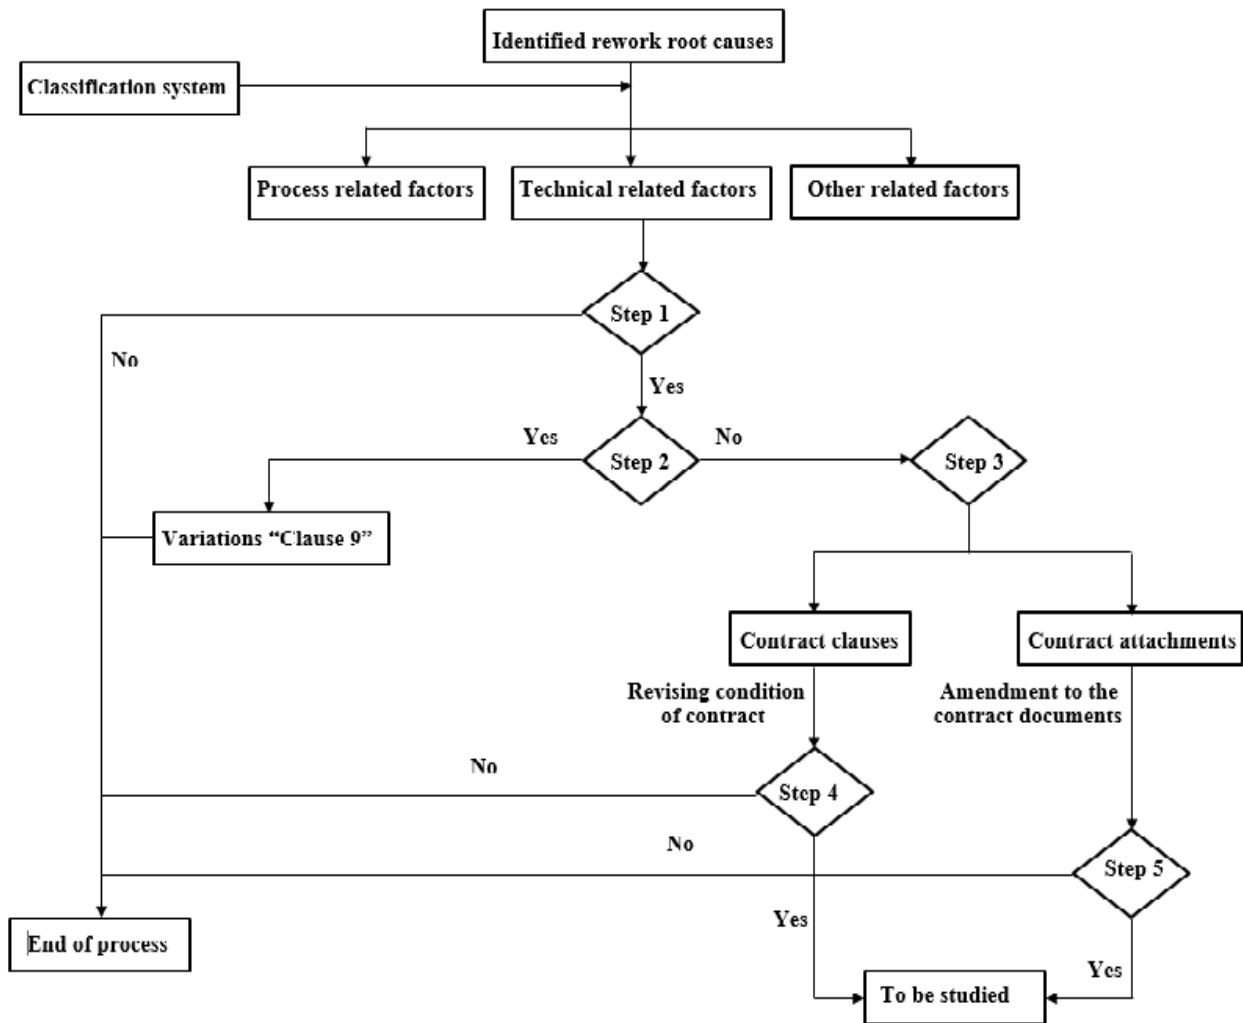 Identified rework root causes
Classification system
Process related factors
Technical related factors
Other related factors
Step 1
No
Yes
Yes
No
Step 2
Step 3
Variations “Clause 9”
Contract clauses
Contract attachments
Revising condition
of contract
Amendment to the
contract documents
No
Step 4
No
Step 5
Yes
End of process
Yes
To be studied